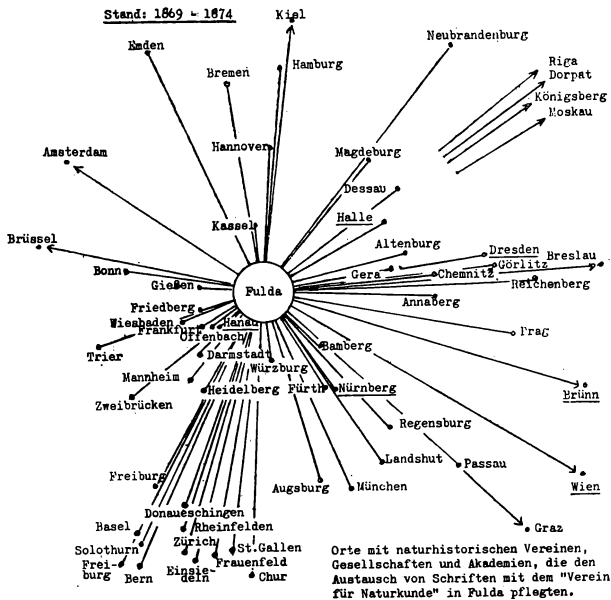 Stand: 1869 - 1874
Kiel
Emden
Neubrandenburg
Bremen
Hamburg
Riga
Dorpat
Königsberg
Moskau
Hannover
Magdeburg
Amsterdam
Dessau
Halle
Kassel
Brüssel
Altenburg
Dresden
Görlitz
Breslau
Bonn
Gera
Chemnitz
Gießen
Fulda
Reichenberg
Annaberg
Friedberg
Wiesbaden
Hanau
Frankfurt
Offenbach
Prag
Trier
Darmstadt
Bamberg
Würzburg
Mannheim
Heidelberg
Fürth
Nürnberg
Brünn
Zweibrücken
Regensburg
Landshut
Passau
Freiburg
Augsburg
München
Wien
Donaueschingen
Basel
Rheinfelden
Graz
Zürich
Solothurn
St.Gallen
Frei-
burg
Bern
Einsie-
deln
Frauenfeld
Chur
Orte mit naturhistorischen Vereinen,
Gesellschaften und Akademien, die den
Austausch von Schriften mit dem "Verein
für Naturkunde" in Fulda pflegten.